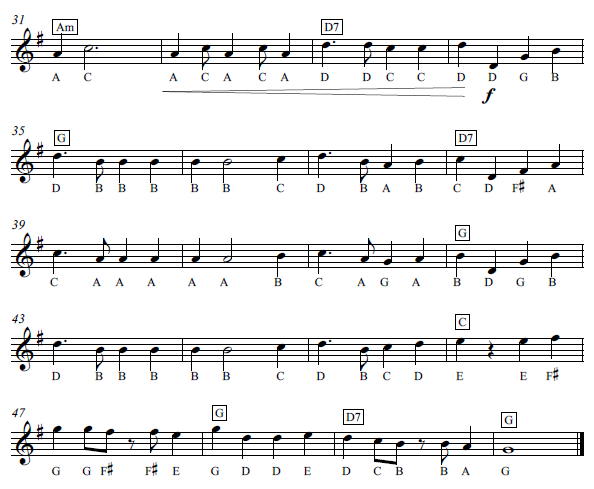 31 Am D7
A C A C A C A D D C C D D G B
f
35 G D7
D B B B B B C D B A B C D F♯ A
39 G
C A A A A A B C A G A B D G B
43 C
D B B B B B C D B C D E E F♯
47 G D7 G
G G F♯ F♯ E G D D E D C B B A G